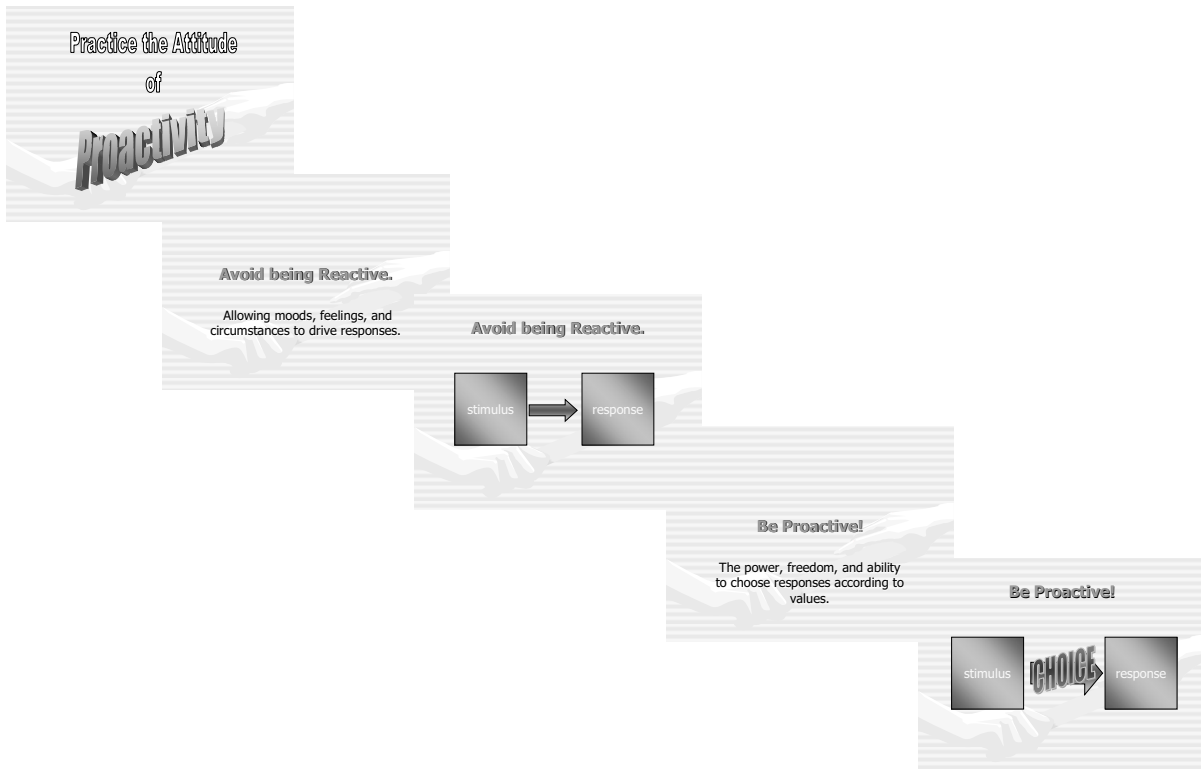 Practice the Attitude
of
Proactivity
Avoid being Reactive.
Allowing moods, feelings, and
circumstances to drive responses.
Avoid being Reactive.
stimulus
response
Be Proactive!
The power, freedom, and ability
to choose responses according to
values.
Be Proactive!
stimulus
CHOICE
response